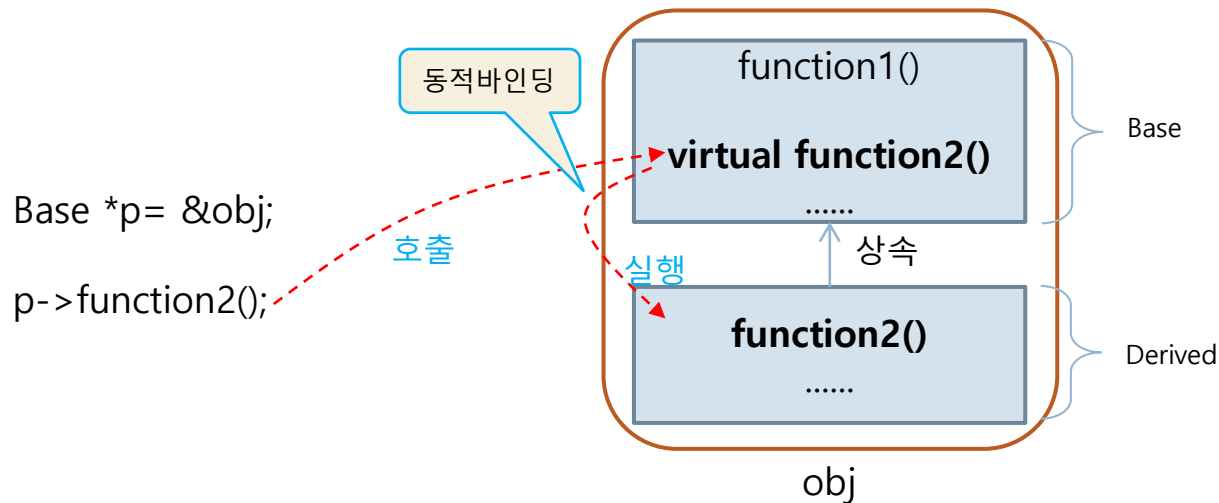 동적바인딩
function1()
virtual function2()
......
Base
Base *p= &obj;
호출
p->function2();
상속
실행
function2()
......
Derived
obj